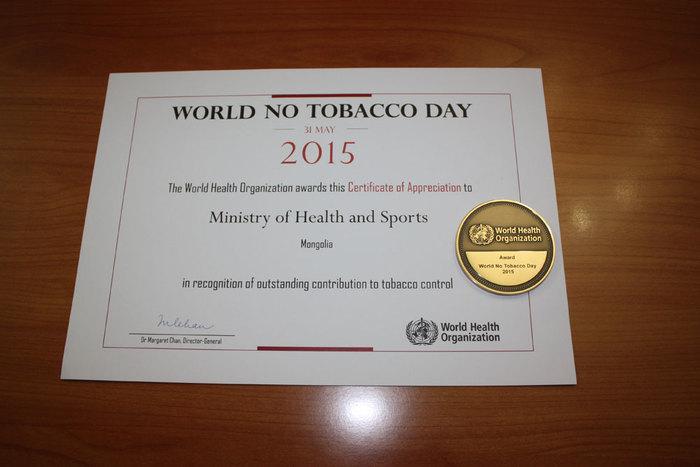 WORLD NO TOBACCO DAY
31 MAY
2015
The World Health Organization awards this Certificate of Appreciation to
Ministry of Health and Sports
Mongolia
in recognition of outstanding contribution to tobacco control
Dr Margaret Chan, Director-General
World Health
Organization
World Health
Organization
Award
World No Tobacco Day
2015